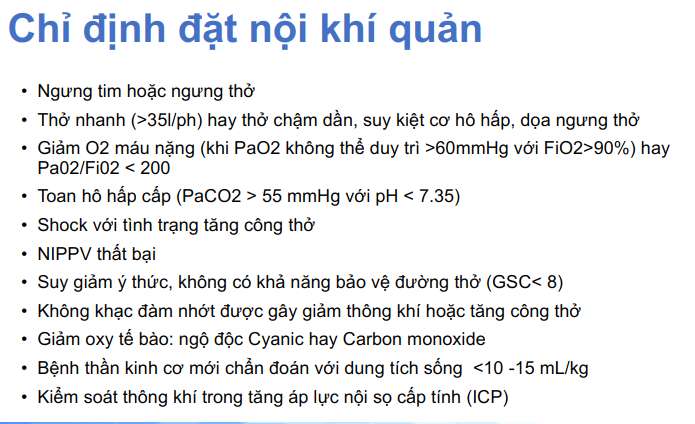 Chỉ định đặt nội khí quản
• Ngưng tim hoặc ngưng thở
• Thở nhanh (>35l/ph) hay thở chậm dần, suy kiệt cơ hô hấp, dọa ngưng thở
• Giảm O2 máu nặng (khi PaO2 không thể duy trì >60mmHg với FiO2>90%) hay
Pa02/Fi02 < 200
• Toan hô hấp cấp (PaCO2 > 55 mmHg với pH < 7.35)
• Shock với tình trạng tăng công thở
• NIPPV thất bại
• Suy giảm ý thức, không có khả năng bảo vệ đường thở (GSC< 8)
• Không khạc đàm nhớt được gây giảm thông khí hoặc tăng công thở
• Giảm oxy tế bào: ngộ độc Cyanic hay Carbon monoxide
• Bệnh thần kinh cơ mới chẩn đoán với dung tích sống <10 -15 mL/kg
• Kiểm soát thông khí trong tăng áp lực nội sọ cấp tính (ICP)